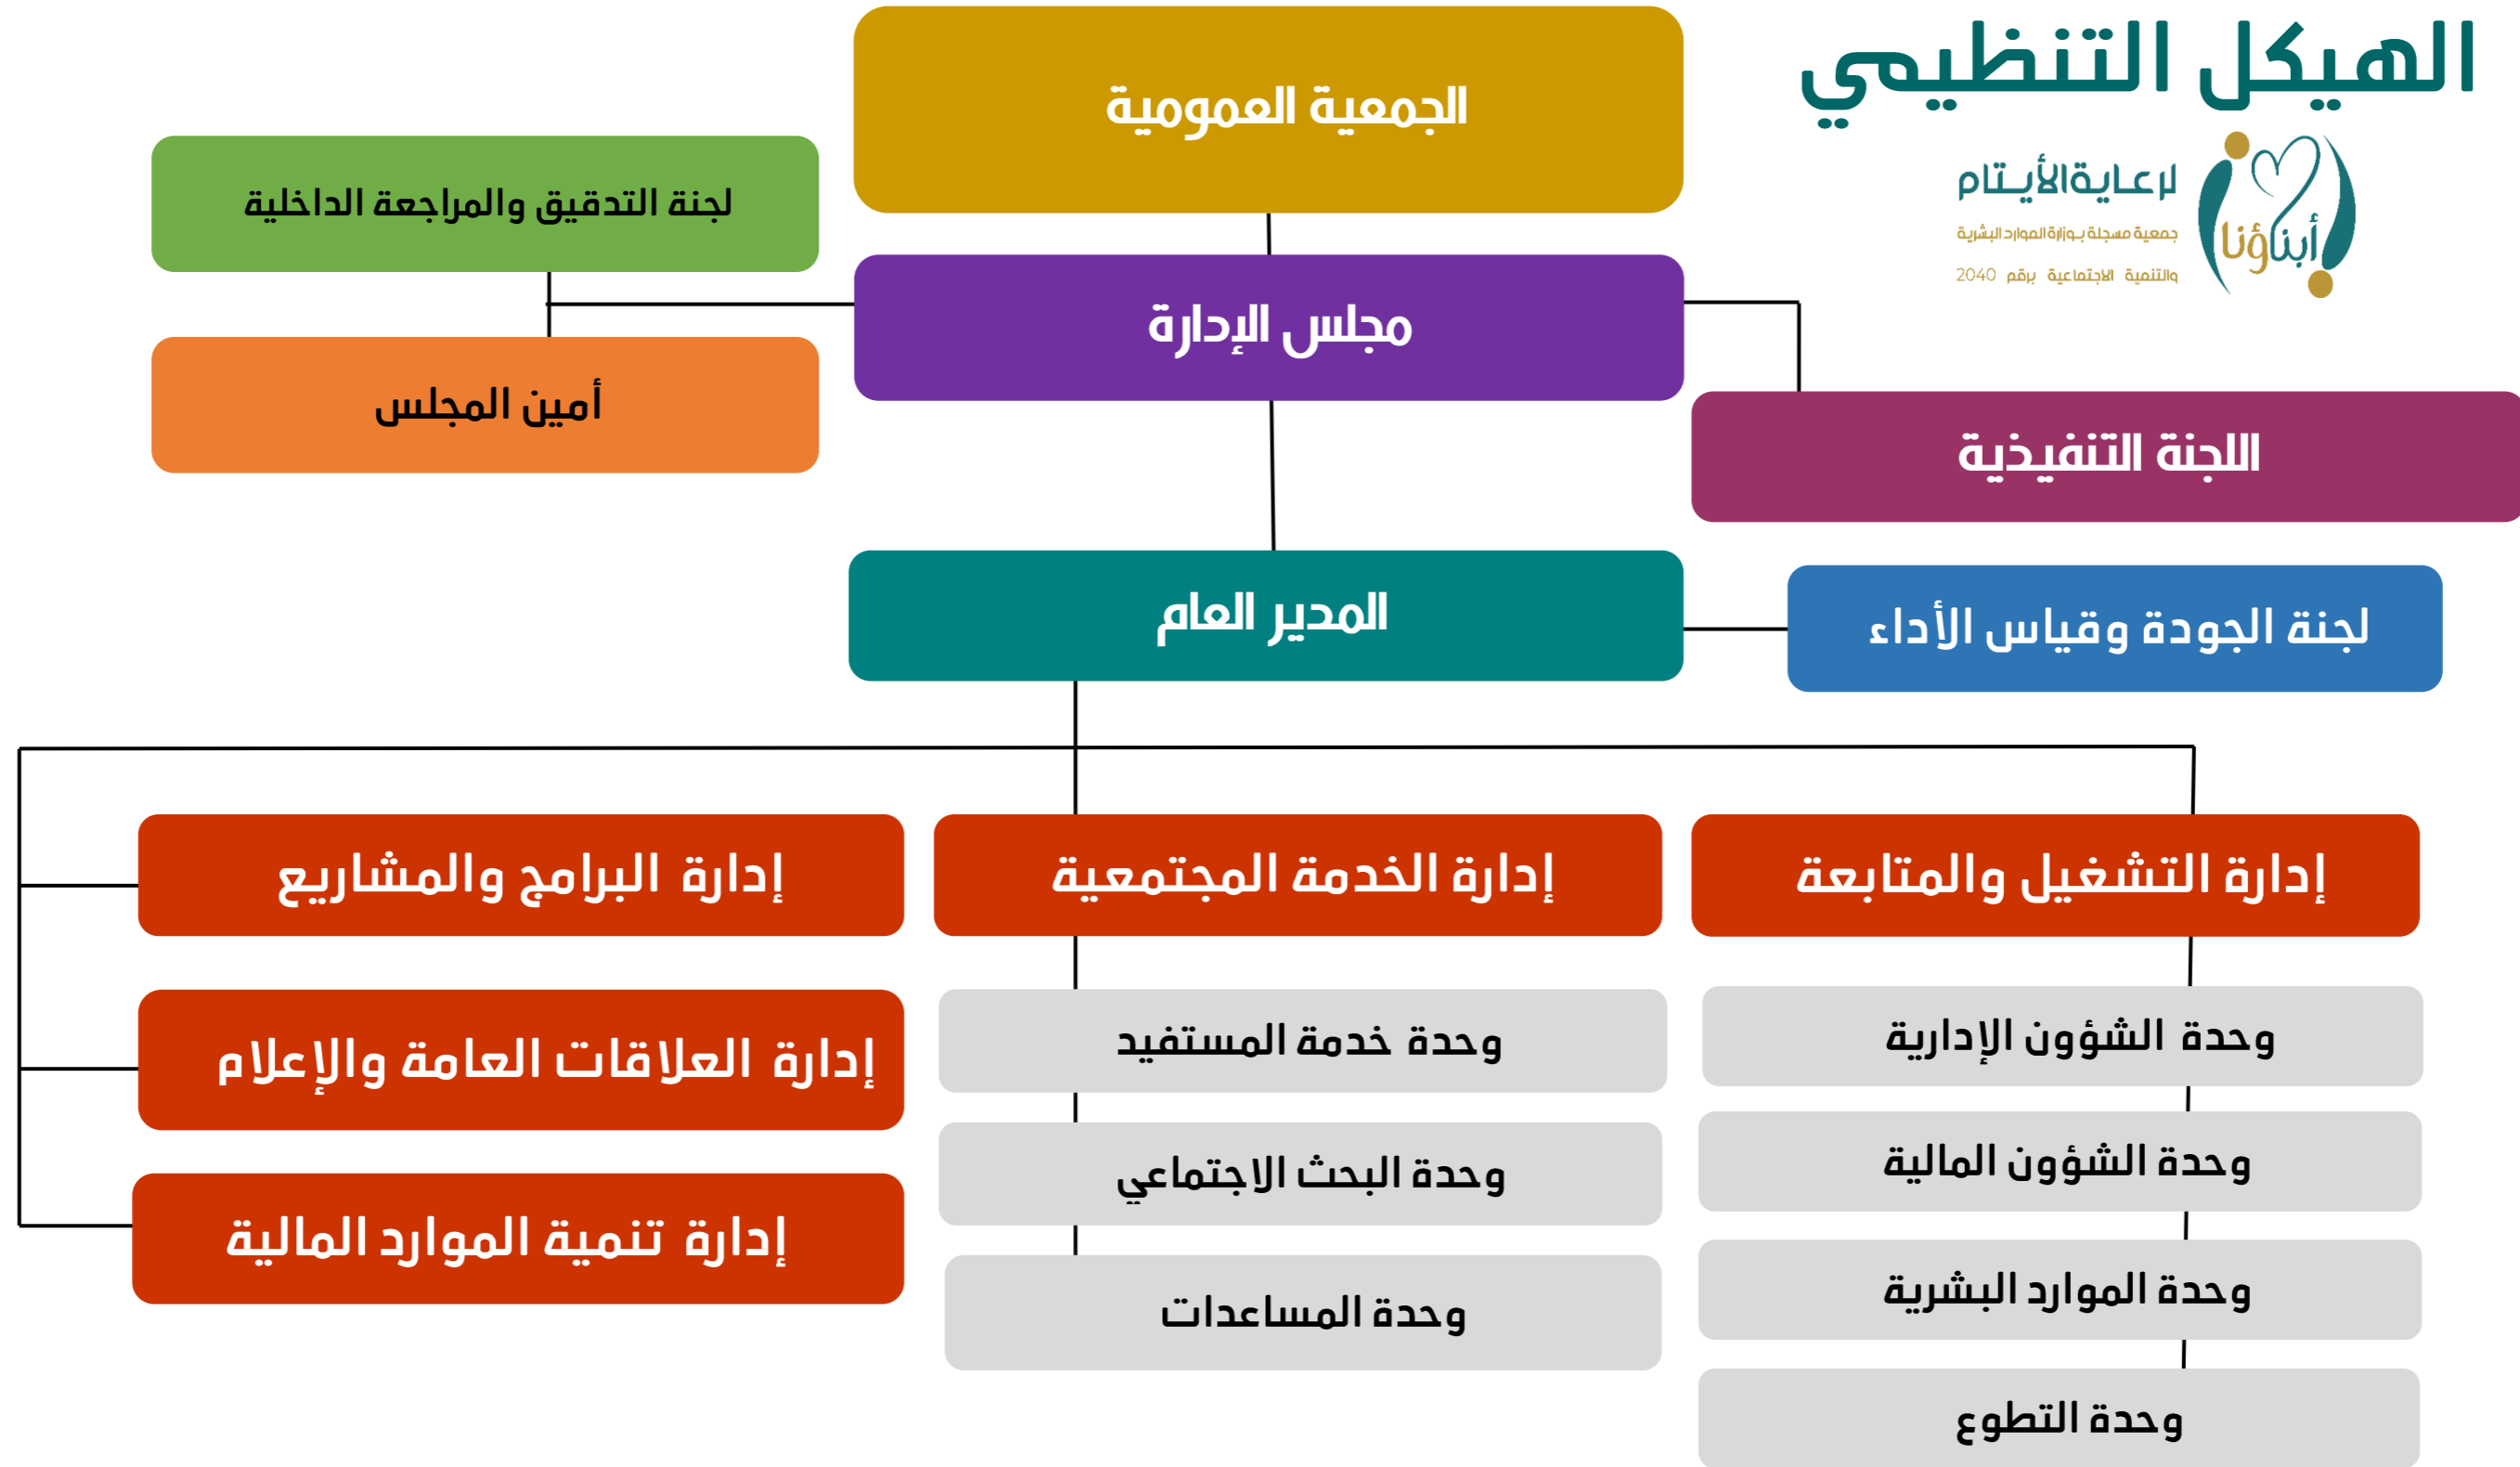 الهيكل التنظيمي
أبناؤنا
لرعاية الأيتام
جمعية مسجلة بوزارة الموارد البشرية
والتنمية الاجتماعية برقم 2040
الجمعية العمومية
لجنة التدقيق والمراجعة الداخلية
مجلس الإدارة
أمين المجلس
اللجنة التنفيذية
المدير العام
لجنة الجودة وقياس الأداء
إدارة التشغيل والمتابعة
إدارة الخدمة المجتمعية
إدارة البرامج والمشاريع
وحدة الشؤون الإدارية
وحدة خدمة المستفيد
إدارة العلاقات العامة والإعلام
وحدة الشؤون المالية
وحدة البحث الاجتماعي
إدارة تنمية الموارد المالية
وحدة الموارد البشرية
وحدة المساعدات
وحدة التطوع